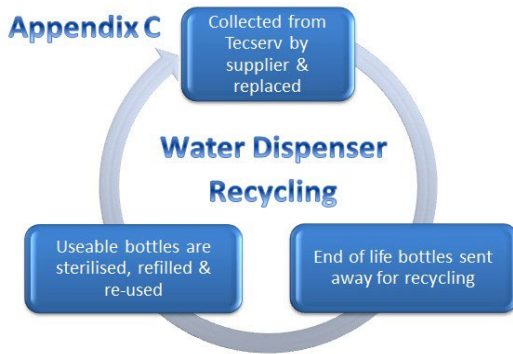 Appendix C
Collected from
Tecserv by
supplier &
replaced
Water Dispenser
Recycling
Useable bottles are
sterilised, refilled &
re-used
End of life bottles sent
away for recycling